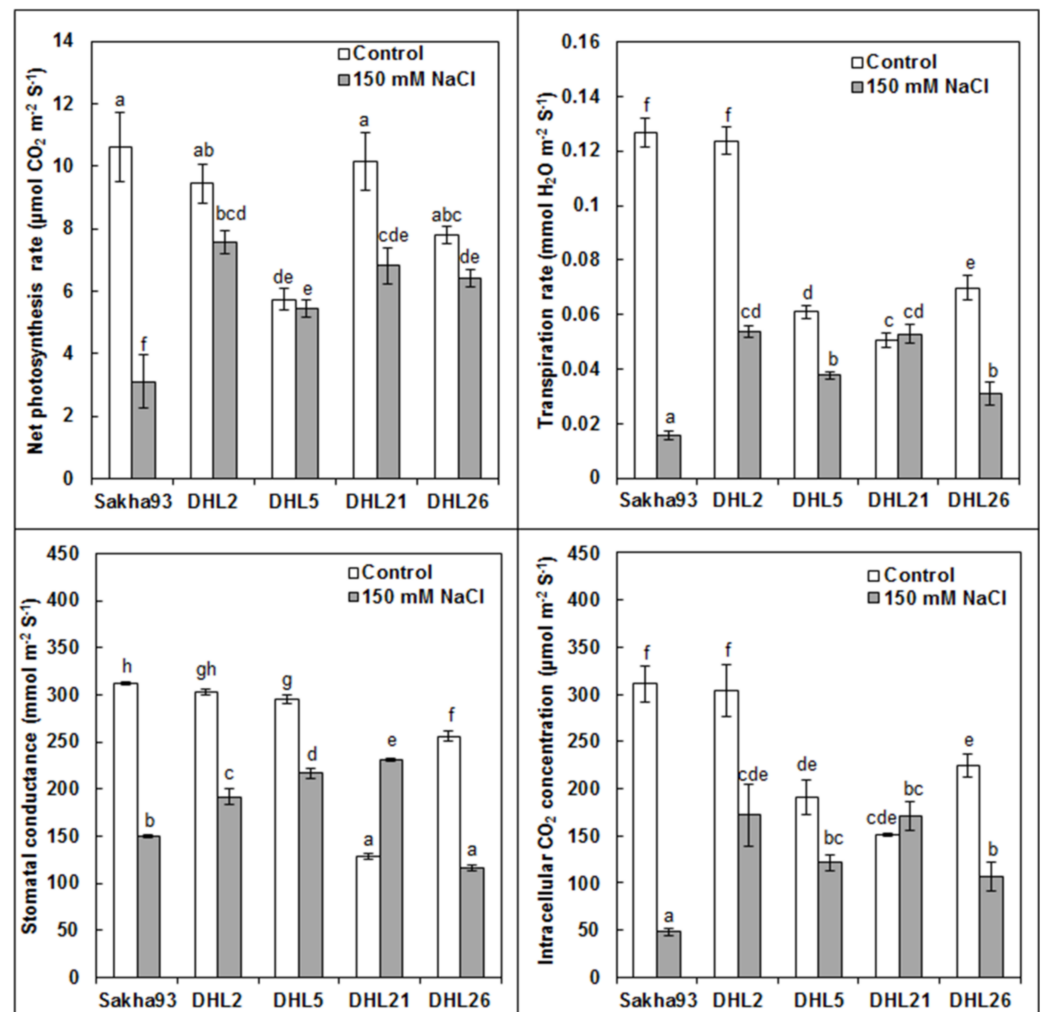 Net photosynthesis rate (µmol CO₂ m⁻² S⁻¹)
14
12
10
8
6
4
2
0
Control
150 mM NaCl
a
f
ab
bcd
de
e
a
cde
abc
de
Sakha93 DHL2 DHL5 DHL21 DHL26
Transpiration rate (mmol H₂O m⁻² S⁻¹)
0.16
0.14
0.12
0.1
0.08
0.06
0.04
0.02
0
Control
150 mM NaCl
f
a
f
cd
d
b
c
cd
e
b
Sakha93 DHL2 DHL5 DHL21 DHL26
Stomatal conductance (mmol m⁻² S⁻¹)
450
400
350
300
250
200
150
100
50
0
Control
150 mM NaCl
h
b
gh
c
g
d
a
e
f
a
Sakha93 DHL2 DHL5 DHL21 DHL26
Intracellular CO₂ concentration (µmol m⁻² S⁻¹)
450
400
350
300
250
200
150
100
50
0
Control
150 mM NaCl
f
a
f
cde
de
bc
cde
bc
e
b
Sakha93 DHL2 DHL5 DHL21 DHL26